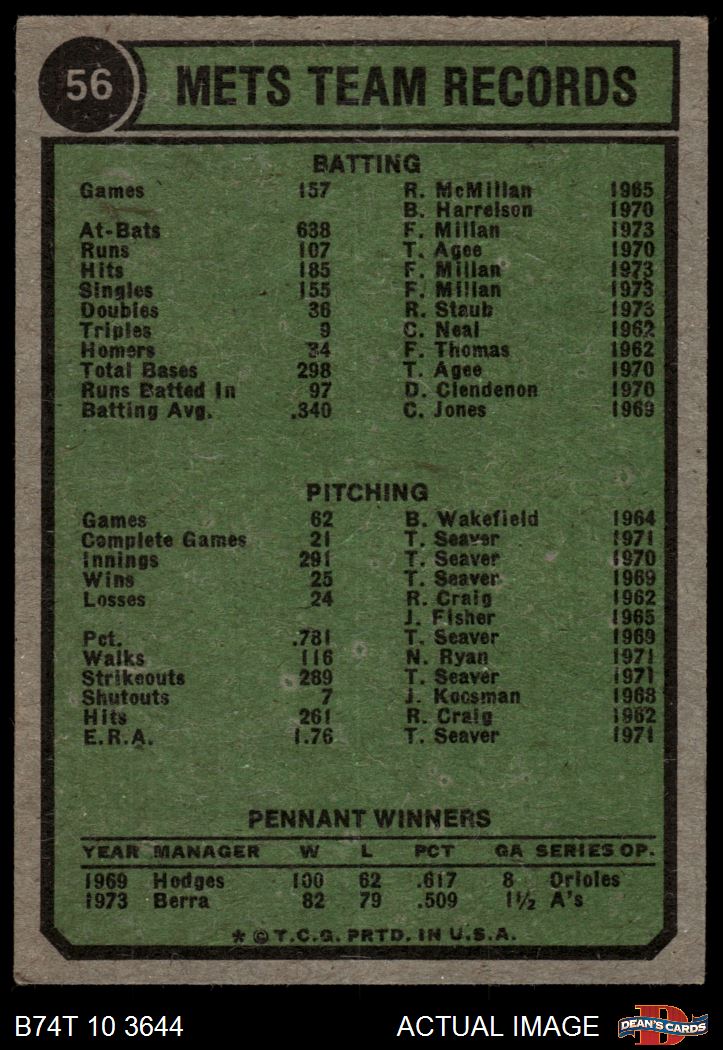 56 METS TEAM RECORDS
BATTING
Games 157 R. McMillan 1965
B. Harrelson 1970
At-Bats 638 F. Millan 1973
Runs 107 T. Agee 1970
Hits 185 F. Millan 1973
Singles 155 F. Millan 1973
Doubles 36 R. Staub 1973
Triples 9 C. Neal 1962
Homers 34 F. Thomas 1962
Total Bases 298 T. Agee 1970
Runs Batted In 97 D. Clendenon 1970
Batting Avg. .340 C. Jones 1969
PITCHING
Games 62 B. Wakefield 1964
Complete Games 21 T. Seaver 1971
Innings 291 T. Seaver 1970
Wins 25 T. Seaver 1969
Losses 24 R. Craig 1962
J. Fisher 1965
Pct. .781 T. Seaver 1969
Walks 116 N. Ryan 1971
Strikeouts 289 T. Seaver 1971
Shutouts 7 J. Koosman 1968
Hits 261 R. Craig 1962
E.R.A. 1.76 T. Seaver 1971
PENNANT WINNERS
YEAR MANAGER W L PCT GA SERIES OP.
1969 Hodges 100 62 .617 8 Orioles
1973 Berra 82 79 .509 1½ A's
* © T.C.G. PRTD. IN U.S.A.
B74T 10 3644 ACTUAL IMAGE DEAN'S CARDS